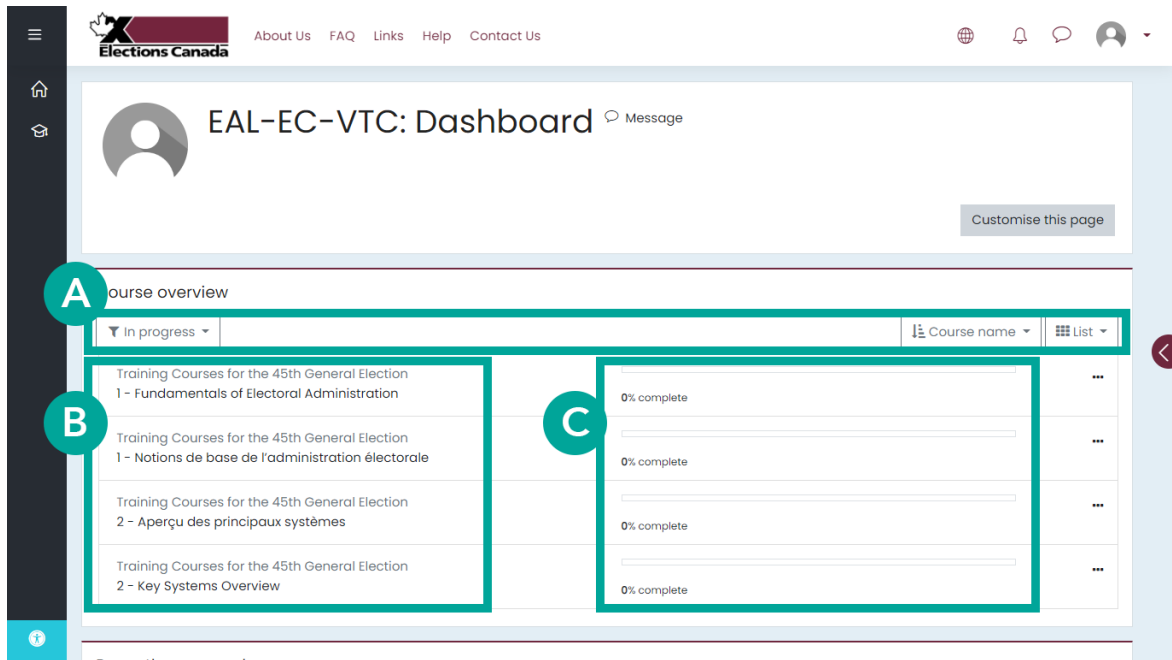 Elections Canada
About Us FAQ Links Help Contact Us
EAL-EC-VTC: Dashboard Message
Customise this page
A
ourse overview
In progress Course name List
B
C
Training Courses for the 45th General Election
1 - Fundamentals of Electoral Administration
0% complete
Training Courses for the 45th General Election
1 - Notions de base de l'administration électorale
0% complete
Training Courses for the 45th General Election
2 - Aperçu des principaux systèmes
0% complete
Training Courses for the 45th General Election
2 - Key Systems Overview
0% complete